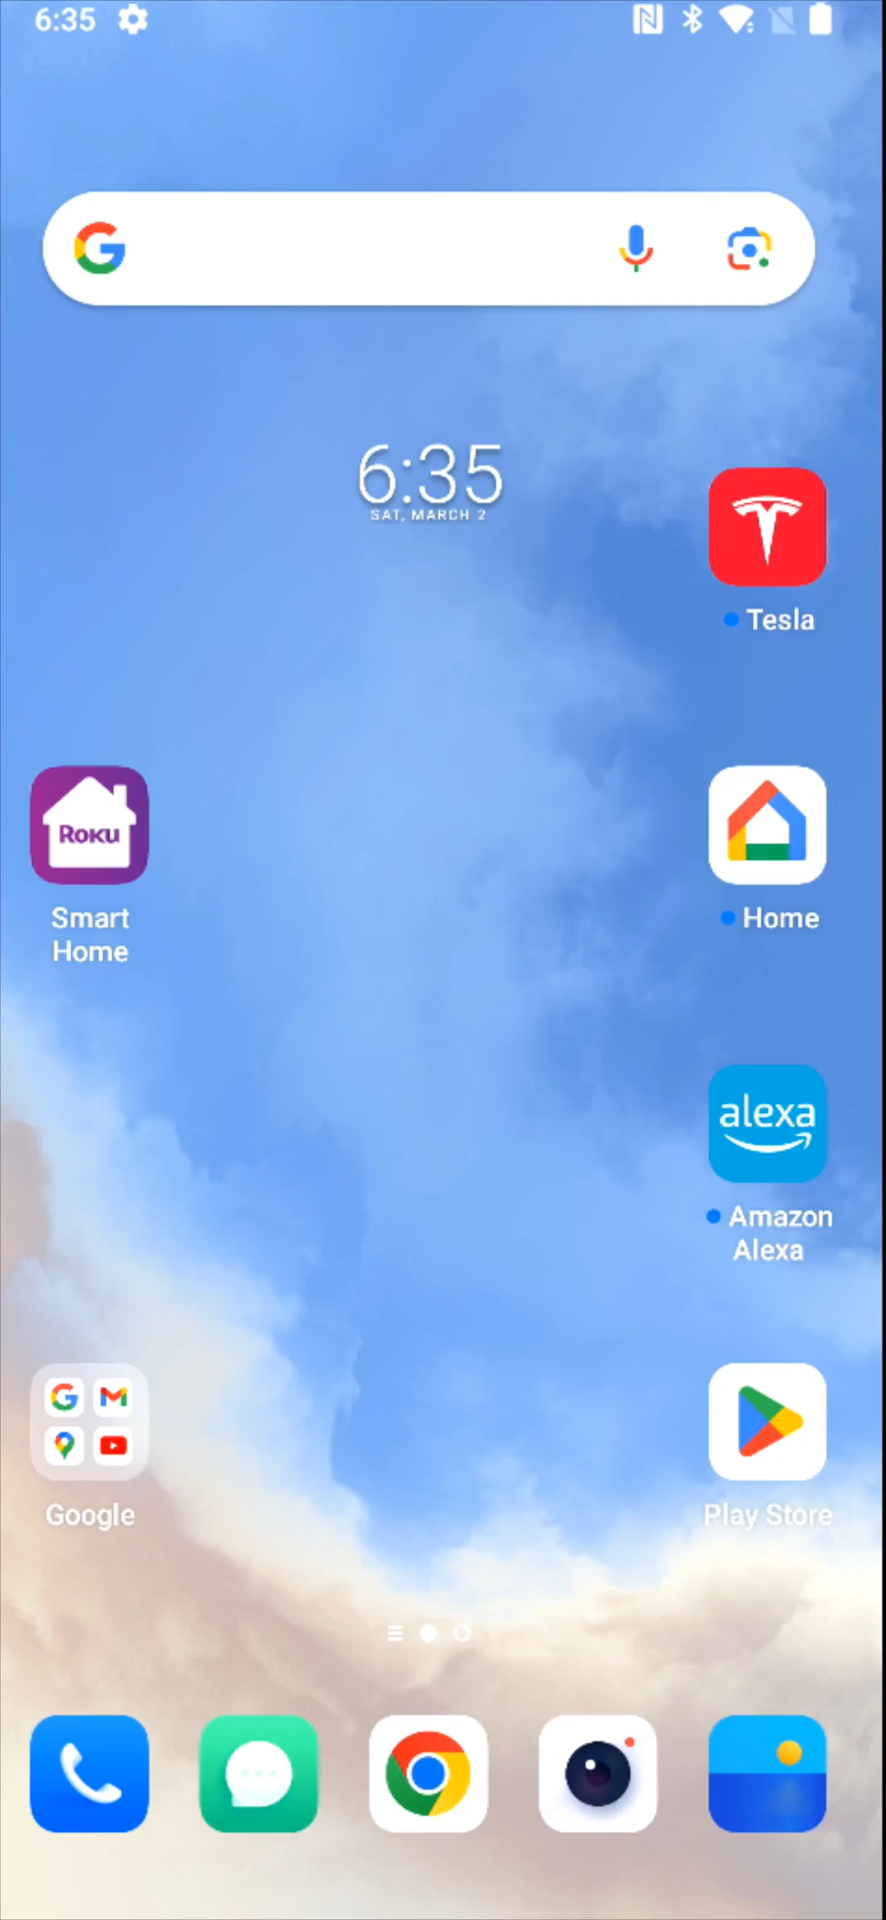 6:35
6:35
SAT, MARCH 2
Tesla
Roku
Smart
Home
Home
alexa
Amazon
Alexa
Google
Play Store